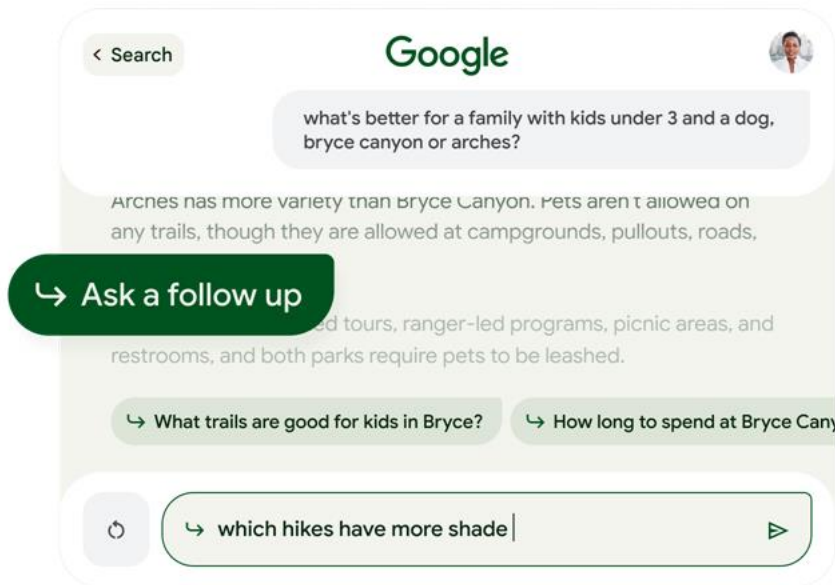 Search
Google
what's better for a family with kids under 3 and a dog,
bryce canyon or arches?
Arches has more variety than Bryce Canyon. Pets aren't allowed on
any trails, though they are allowed at campgrounds, pullouts, roads,
Ask a follow up
tours, ranger-led programs, picnic areas, and
restrooms, and both parks require pets to be leashed.
What trails are good for kids in Bryce?
How long to spend at Bryce Cany
which hikes have more shade